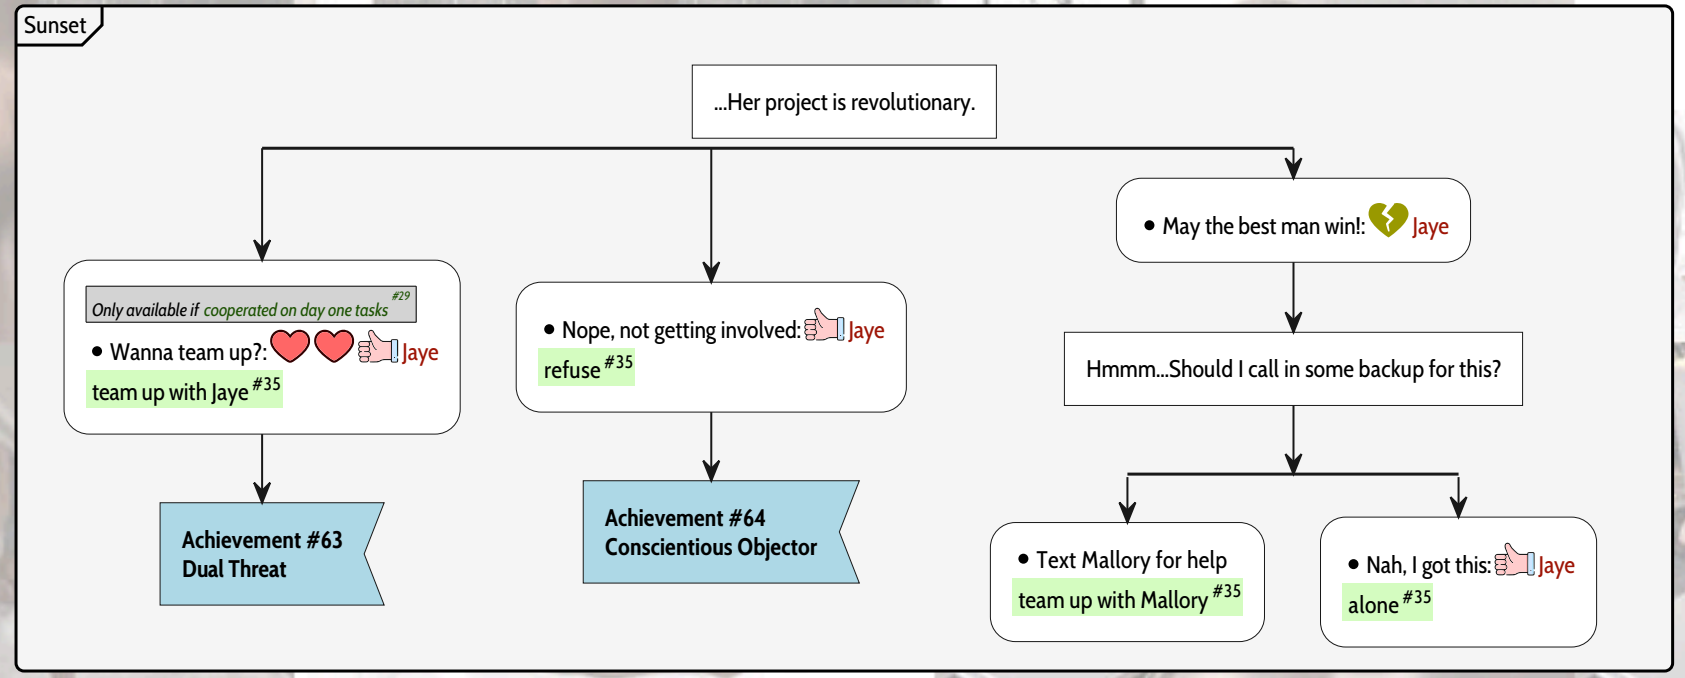 Sunset
...Her project is revolutionary.
Only available if cooperated on day one tasks #29
• Wanna team up?: Jaye
team up with Jaye #35
Achievement #63
Dual Threat
• Nope, not getting involved: Jaye
refuse #35
Achievement #64
Conscientious Objector
• May the best man win!: Jaye
Hmmm...Should I call in some backup for this?
• Text Mallory for help
team up with Mallory #35
• Nah, I got this: Jaye
alone #35